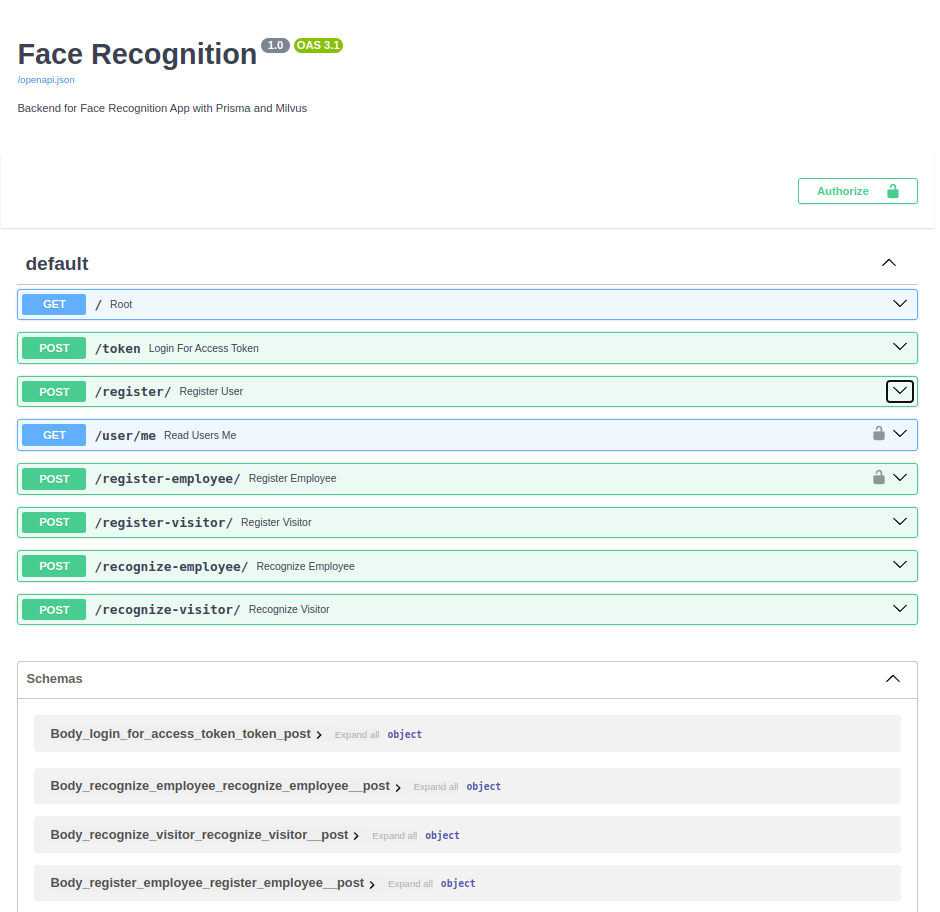 Face Recognition 1.0 OAS 3.1
/openapi.json
Backend for Face Recognition App with Prisma and Milvus
Authorize
default
GET / Root
POST /token Login For Access Token
POST /register/ Register User
GET /user/me Read Users Me
POST /register-employee/ Register Employee
POST /register-visitor/ Register Visitor
POST /recognize-employee/ Recognize Employee
POST /recognize-visitor/ Recognize Visitor
Schemas
Body_login_for_access_token_token_post Expand all object
Body_recognize_employee_recognize_employee__post Expand all object
Body_recognize_visitor_recognize_visitor__post Expand all object
Body_register_employee_register_employee__post Expand all object